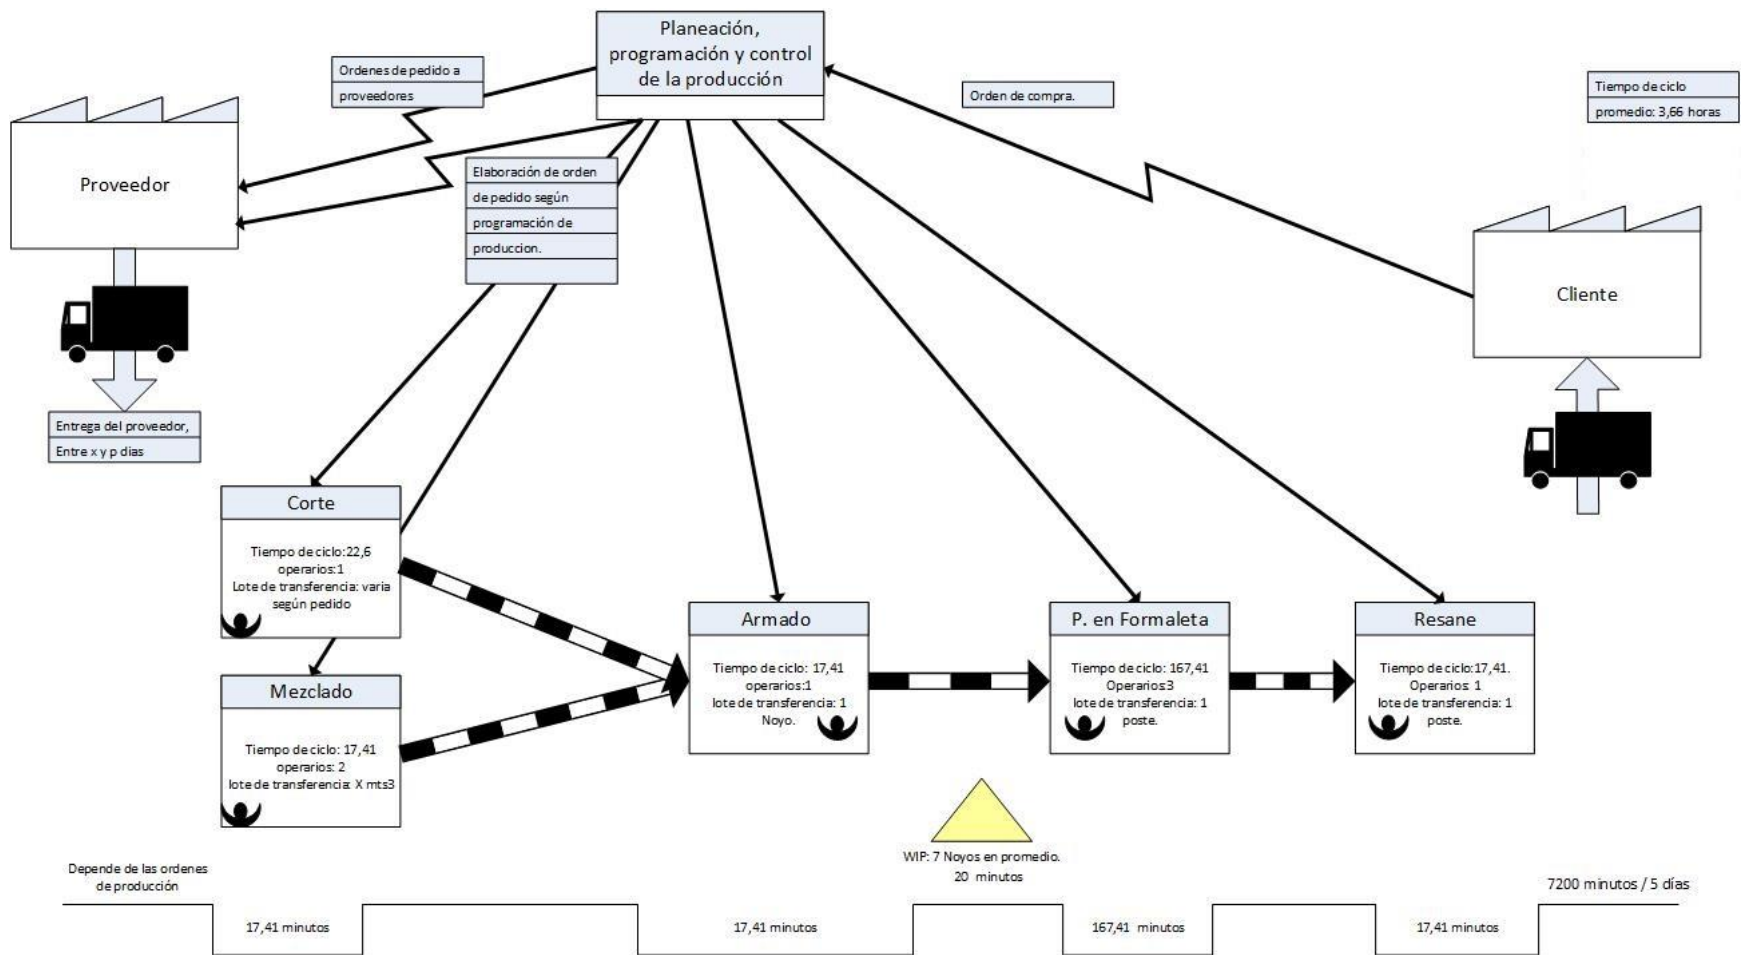 Planeación,
programación y control
de la producción
Ordenes de pedido a
proveedores
Orden de compra.
Tiempo de ciclo
promedio: 3,66 horas
Proveedor
Elaboración de orden
de pedido según
programación de
produccion.
Cliente
Entrega del proveedor,
Entre x y p dias
Corte
Tiempo de ciclo:22,6
operarios:1
Lote de transferencia: varia
según pedido
Mezclado
Tiempo de ciclo: 17,41
operarios: 2
lote de transferencia: X mts3
Armado
Tiempo de ciclo: 17,41
operarios:1
lote de transferencia: 1
Noyo.
P. en Formaleta
Tiempo de ciclo: 167,41
Operarios:3
lote de transferencia: 1
poste.
Resane
Tiempo de ciclo:17,41.
Operarios: 1
lote de transferencia: 1
poste.
WIP: 7 Noyos en promedio.
20 minutos
Depende de las ordenes
de producción
7200 minutos / 5 días
17,41 minutos
17,41 minutos
167,41 minutos
17,41 minutos